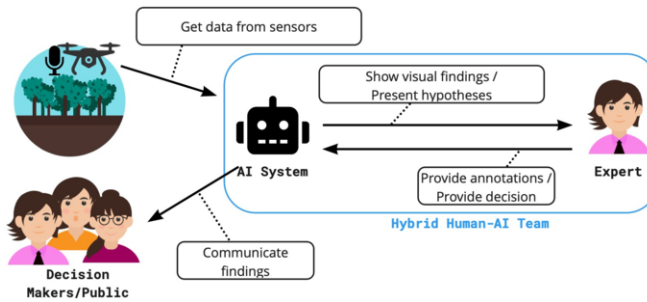 Get data from sensors
Show visual findings /
Present hypotheses
AI System
Expert
Provide annotations /
Provide decision
Hybrid Human-AI Team
Communicate
findings
Decision
Makers/Public